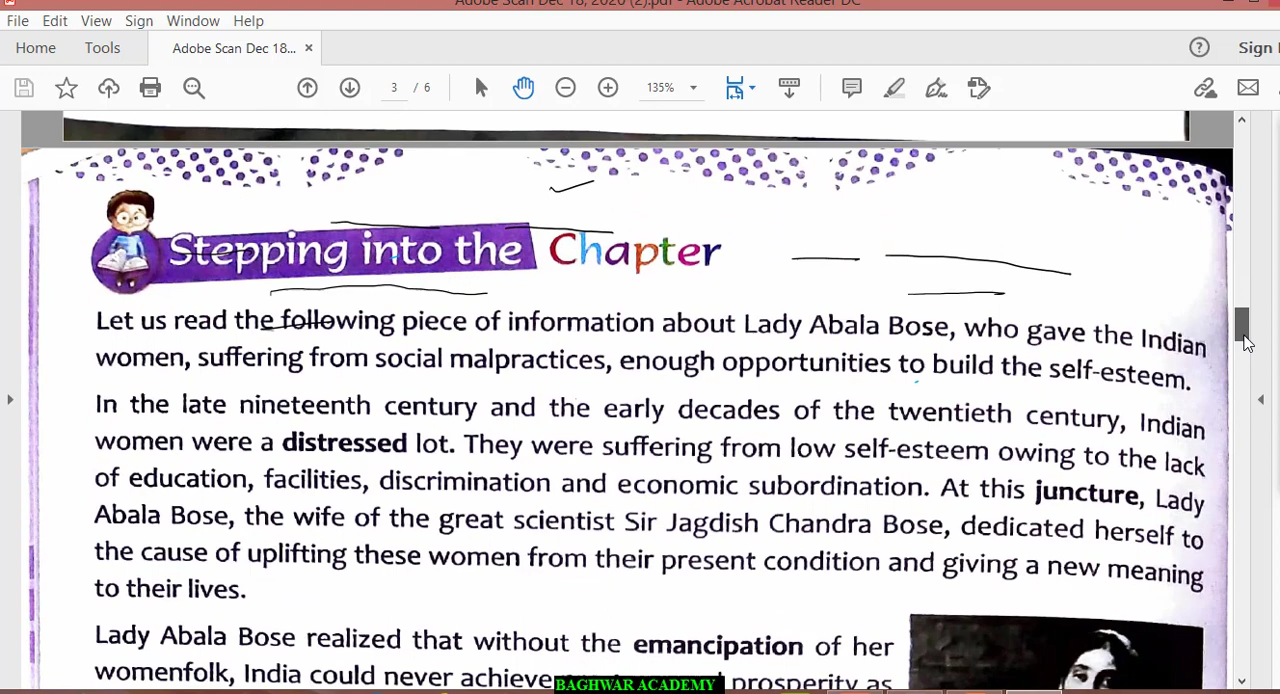 Adobe Scan Dec 18, 2020 (2).pdf - Adobe Acrobat Reader DC
File Edit View Sign Window Help
Home Tools Adobe Scan Dec 18... × Sign
3 / 6 135%
Stepping into the Chapter
Let us read the following piece of information about Lady Abala Bose, who gave the Indian
women, suffering from social malpractices, enough opportunities to build the self-esteem.
In the late nineteenth century and the early decades of the twentieth century, Indian
women were a distressed lot. They were suffering from low self-esteem owing to the lack
of education, facilities, discrimination and economic subordination. At this juncture, Lady
Abala Bose, the wife of the great scientist Sir Jagdish Chandra Bose, dedicated herself to
the cause of uplifting these women from their present condition and giving a new meaning
to their lives.
Lady Abala Bose realized that without the emancipation of her
womenfolk, India could never achieve prosperity as
BAGHWAR ACADEMY